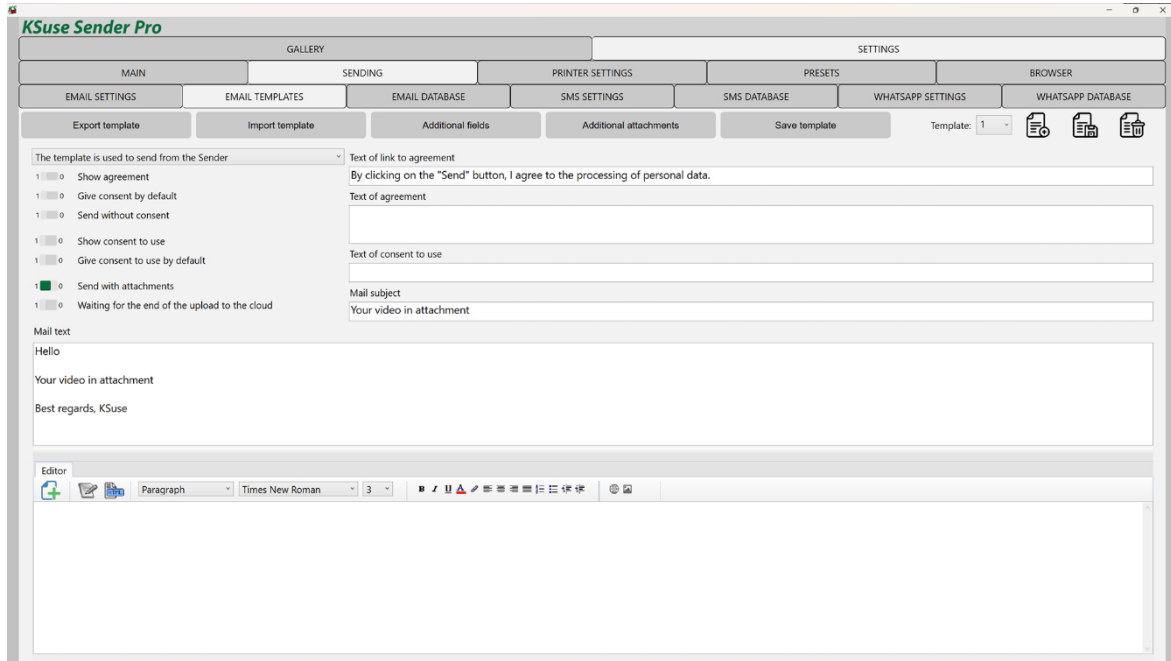 KSuse Sender Pro
GALLERY SETTINGS
MAIN SENDING PRINTER SETTINGS PRESETS BROWSER
EMAIL SETTINGS EMAIL TEMPLATES EMAIL DATABASE SMS SETTINGS SMS DATABASE WHATSAPP SETTINGS WHATSAPP DATABASE
Export template Import template Additional fields Additional attachments Save template Template: 1
The template is used to send from the Sender
1 0 Show agreement
1 0 Give consent by default
1 0 Send without consent
1 0 Show consent to use
1 0 Give consent to use by default
1 0 Send with attachments
1 0 Waiting for the end of the upload to the cloud
Text of link to agreement
By clicking on the "Send" button, I agree to the processing of personal data.
Text of agreement
Text of consent to use
Mail subject
Your video in attachment
Mail text
Hello
Your video in attachment
Best regards, KSuse
Editor
Paragraph Times New Roman 3 B I U A